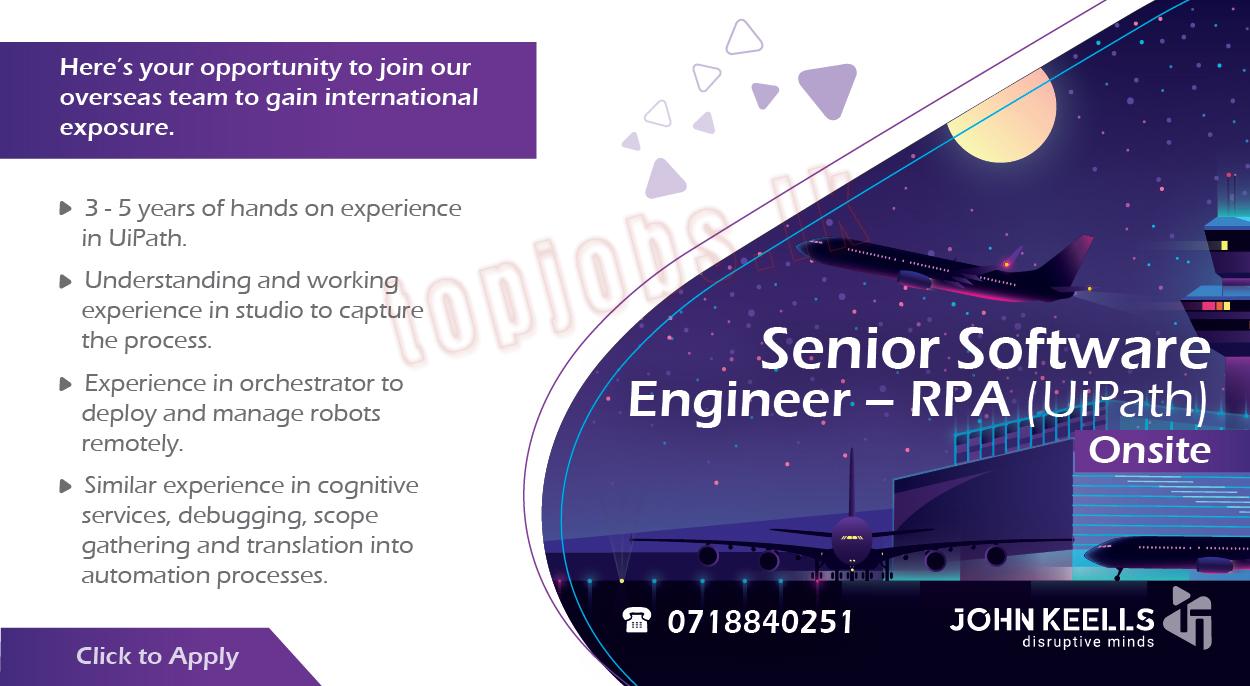 Here's your opportunity to join our
overseas team to gain international
exposure.
3 - 5 years of hands on experience
in UiPath.
Understanding and working
experience in studio to capture
the process.
Experience in orchestrator to
deploy and manage robots
remotely.
Similar experience in cognitive
services, debugging, scope
gathering and translation into
automation processes.
Click to Apply
topjobs.lk
Senior Software
Engineer – RPA (UiPath)
Onsite
0718840251
JOHN KEELLS
disruptive minds